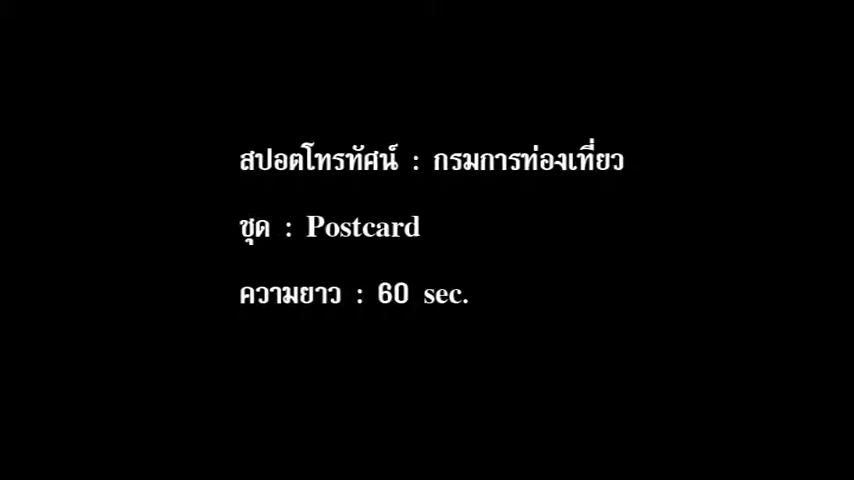 สปอตโทรทัศน์ : กรมการท่องเที่ยว
ชุด : Postcard
ความยาว : 60 sec.